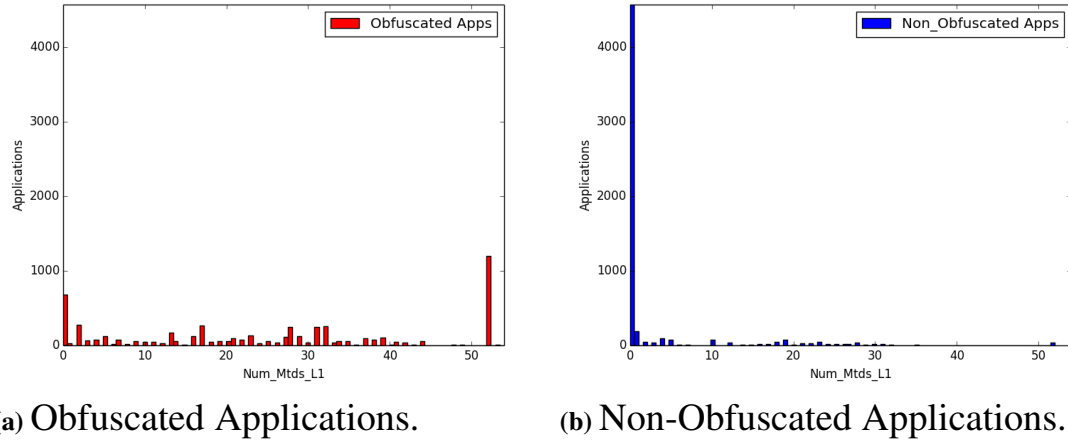 Obfuscated Apps
4000
3000
2000
1000
0
Applications
0 10 20 30 40 50
Num_Mtds_L1
Non_Obfuscated Apps
4000
3000
2000
1000
0
Applications
0 10 20 30 40 50
Num_Mtds_L1
a) Obfuscated Applications.
(b) Non-Obfuscated Applications.